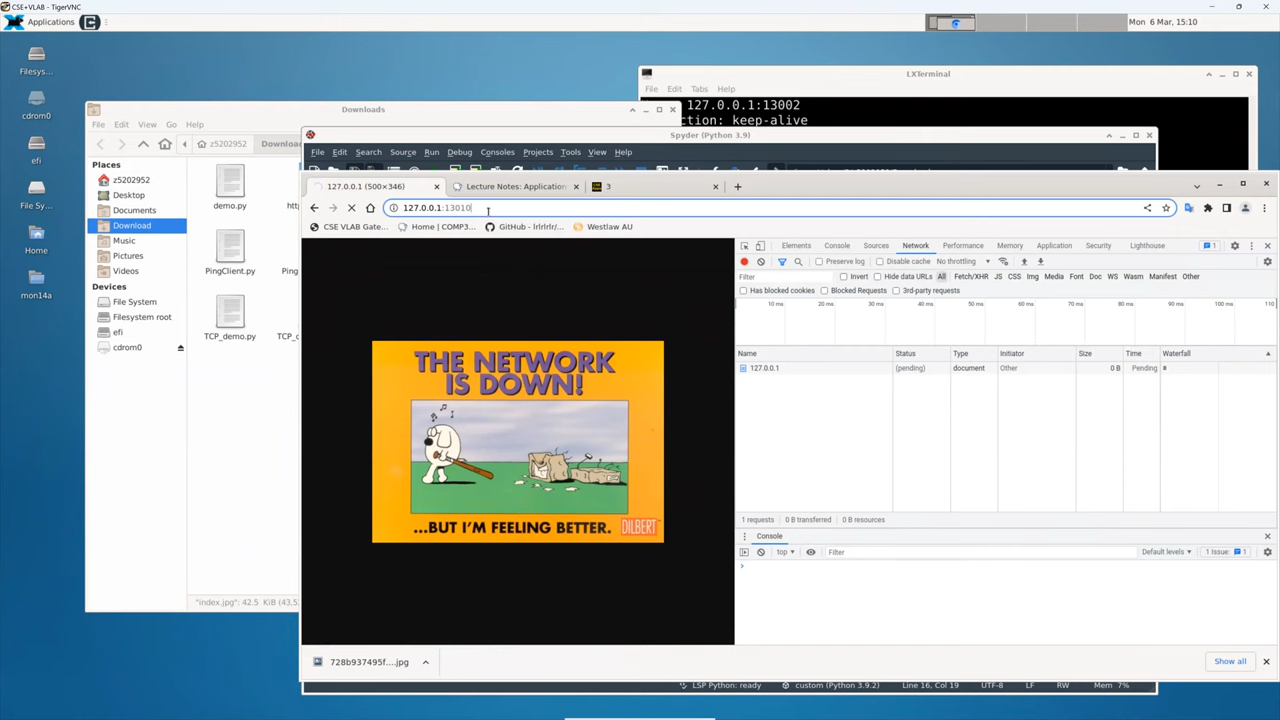 CSE+VLAB - TigerVNC
Applications
Mon 6 Mar, 15:10
Filesys...
cdrom0
efi
File Sy...
Home
mon14a
Downloads
File Edit View Go Help
z5202952 Download
Places
z5202952
Desktop
Documents
Download
Music
Pictures
Videos
Devices
File System
Filesystem root
efi
cdrom0
demo.py
PingClient.py
Ping
TCP_demo.py
"index.jpg": 42.5 KiB (43,5
LXTerminal
File Edit Tabs Help
127.0.0.1:13002
ction: keep-alive
Spyder (Python 3.9)
File Edit Search Source Run Debug Consoles Projects Tools View Help
127.0.0.1 (500×346)
Lecture Notes: Application
3
127.0.0.1:13010
CSE VLAB Gate...
Home | COMP3...
GitHub - lrlrlrlr/...
Westlaw AU
THE NETWORK
IS DOWN!
...BUT I'M FEELING BETTER.
DILBERT
Elements Console Sources Network Performance Memory Application Security Lighthouse 1
Preserve log Disable cache No throttling
Filter Invert Hide data URLs All Fetch/XHR JS CSS Img Media Font Doc WS Wasm Manifest Other
Has blocked cookies Blocked Requests 3rd-party requests
10 ms 20 ms 30 ms 40 ms 50 ms 60 ms 70 ms 80 ms 90 ms 100 ms 110
Name Status Type Initiator Size Time Waterfall
127.0.0.1 (pending) document Other 0 B Pending
1 requests 0 B transferred 0 B resources
Console
top Filter Default levels 1 Issue: 1
728b937495f....jpg
Show all
LSP Python: ready custom (Python 3.9.2) Line 16, Col 19 UTF-8 LF RW Mem 7%